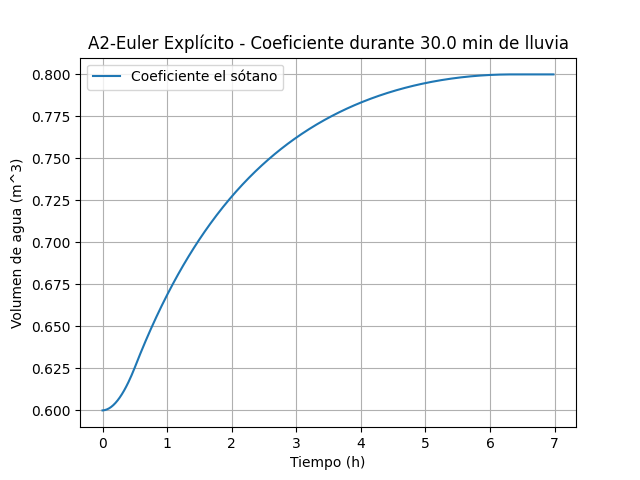 A2-Euler Explícito - Coeficiente durante 30.0 min de lluvia
Coeficiente el sótano
Volumen de agua (m^3)
0.800
0.775
0.750
0.725
0.700
0.675
0.650
0.625
0.600
0 1 2 3 4 5 6 7
Tiempo (h)